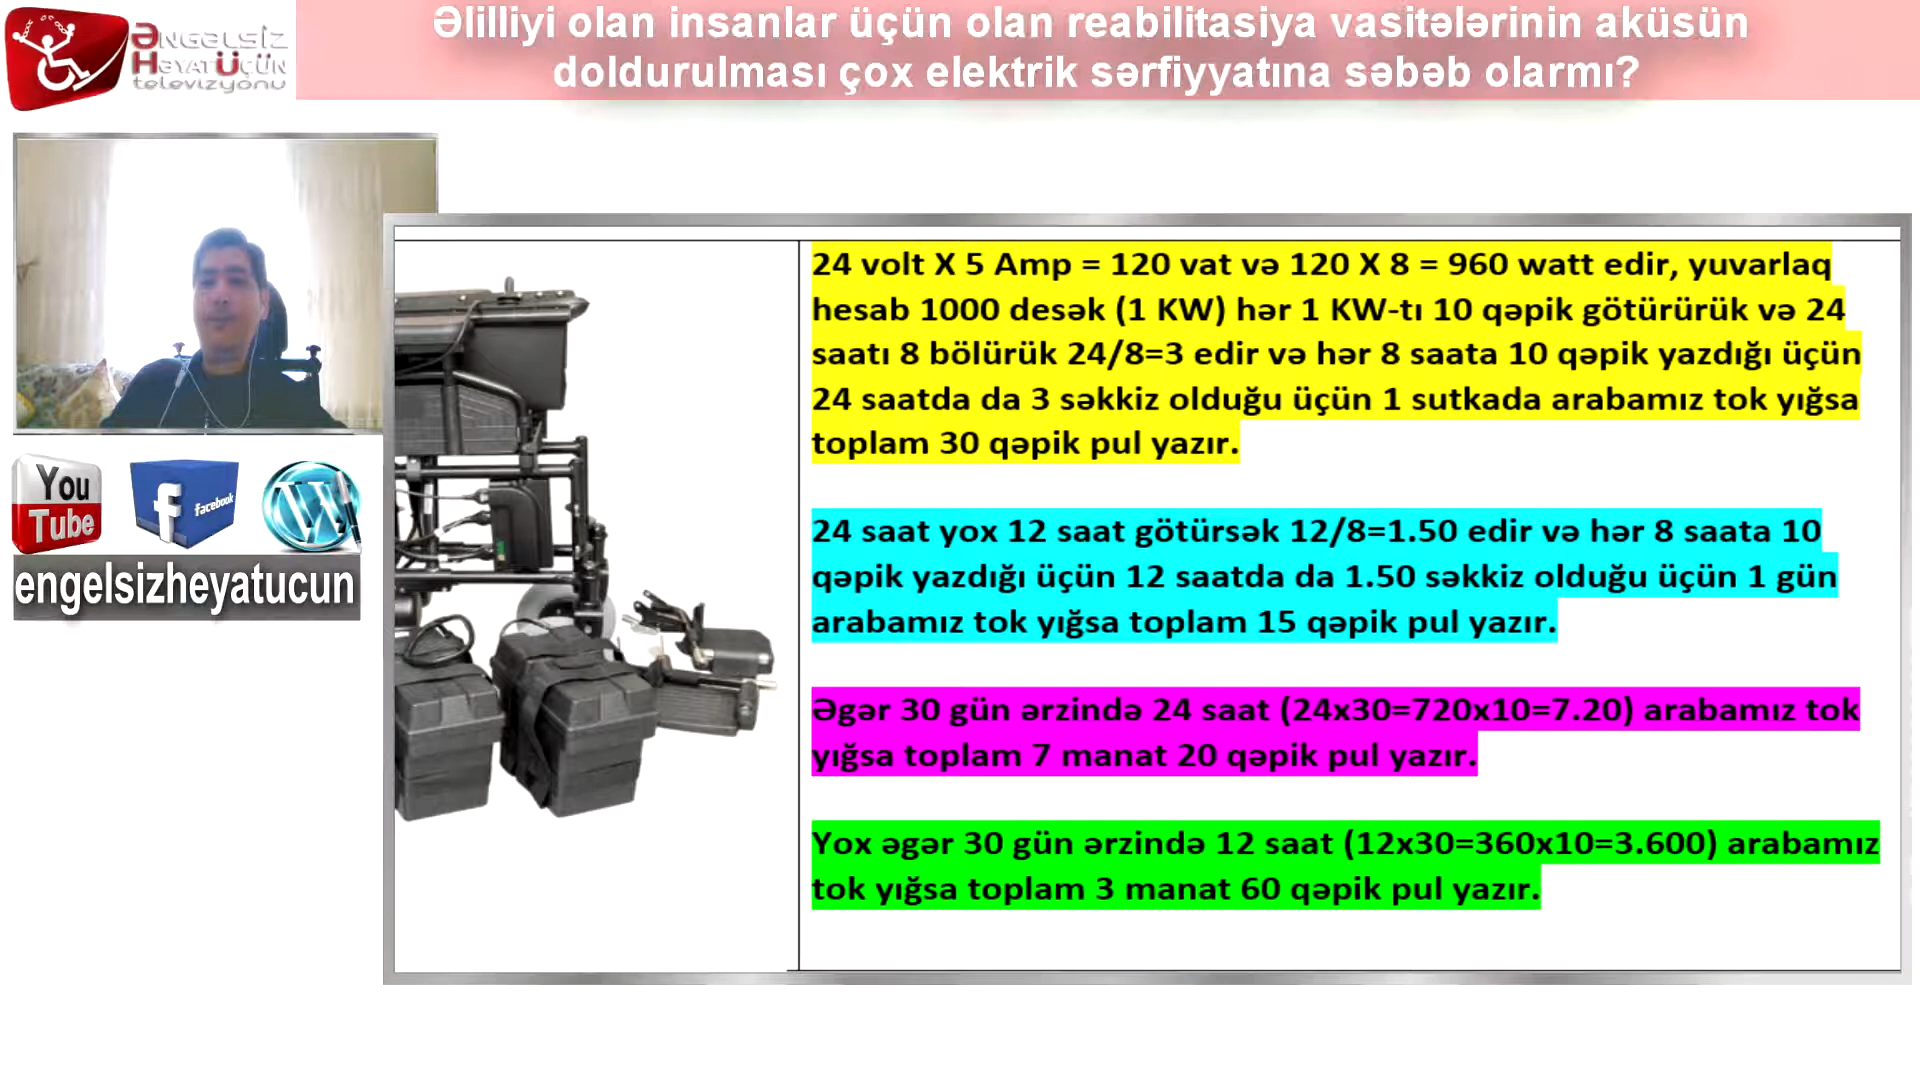 Əlilliyi olan insanlar üçün olan reabilitasiya vasitələrinin aküsün
doldurulması çox elektrik sərfiyyatına səbəb olarmı?
ƏNGƏLSİZ
HƏYAT ÜÇÜN
televizyonu
24 volt X 5 Amp = 120 vat və 120 X 8 = 960 watt edir, yuvarlaq
hesab 1000 desək (1 KW) hər 1 KW-tı 10 qəpik götürürük və 24
saatı 8 bölürük 24/8=3 edir və hər 8 saata 10 qəpik yazdığı üçün
24 saatda da 3 səkkiz olduğu üçün 1 sutkada arabamız tok yığsa
toplam 30 qəpik pul yazır.
24 saat yox 12 saat götürsək 12/8=1.50 edir və hər 8 saata 10
qəpik yazdığı üçün 12 saatda da 1.50 səkkiz olduğu üçün 1 gün
arabamız tok yığsa toplam 15 qəpik pul yazır.
Əgər 30 gün ərzində 24 saat (24x30=720x10=7.20) arabamız tok
yığsa toplam 7 manat 20 qəpik pul yazır.
Yox əgər 30 gün ərzində 12 saat (12x30=360x10=3.600) arabamız
tok yığsa toplam 3 manat 60 qəpik pul yazır.
You
Tube
f facebook
W
engelsizheyatucun